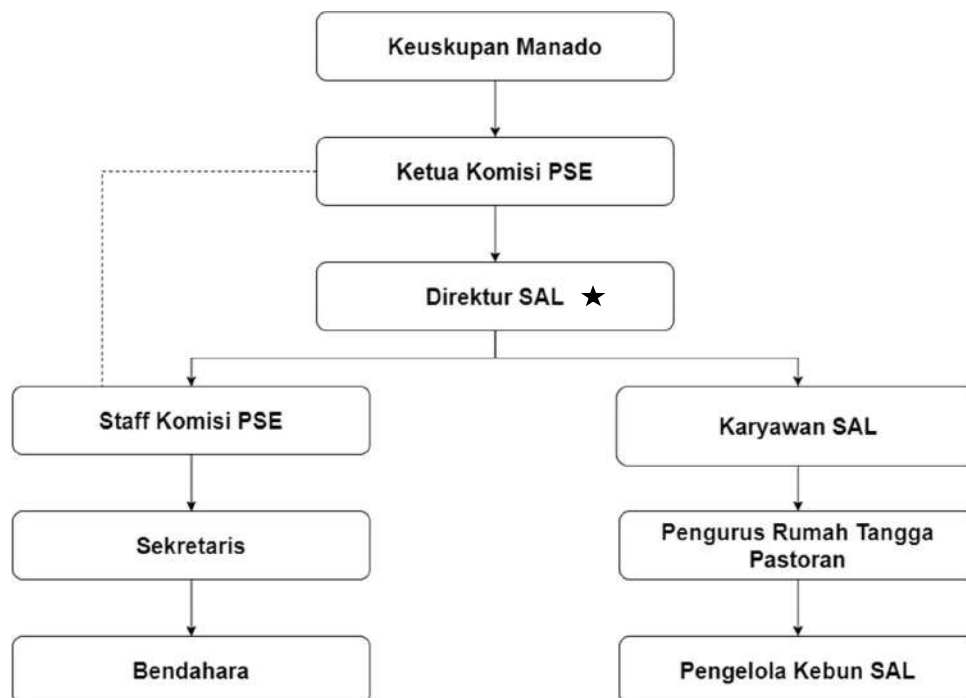 Keuskupan Manado
Ketua Komisi PSE
Direktur SAL ★
Staff Komisi PSE
Karyawan SAL
Sekretaris
Pengurus Rumah Tangga
Pastoran
Bendahara
Pengelola Kebun SAL